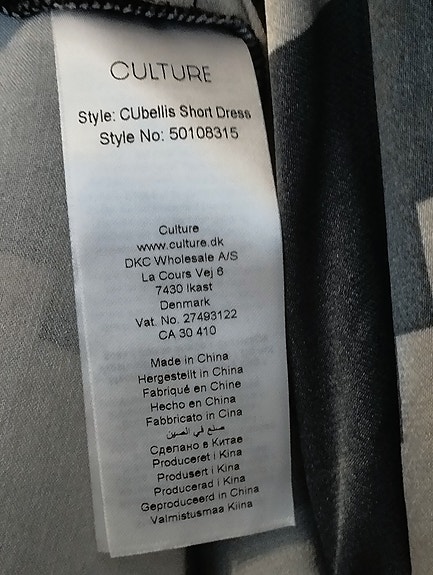 CULTURE
Style: CUbellis Short Dress
Style No: 50108315
Culture
www.culture.dk
DKC Wholesale A/S
La Cours Vej 6
7430 Ikast
Denmark
Vat. No. 27493122
CA 30 410
Made in China
Hergestellt in China
Fabriqué en Chine
Hecho en China
Fabbricato in Cina
صنع في الصين
Сделано в Китае
Produceret i Kina
Produsert i Kina
Producerad i Kina
Geproduceerd in China
Valmistusmaa Kiina